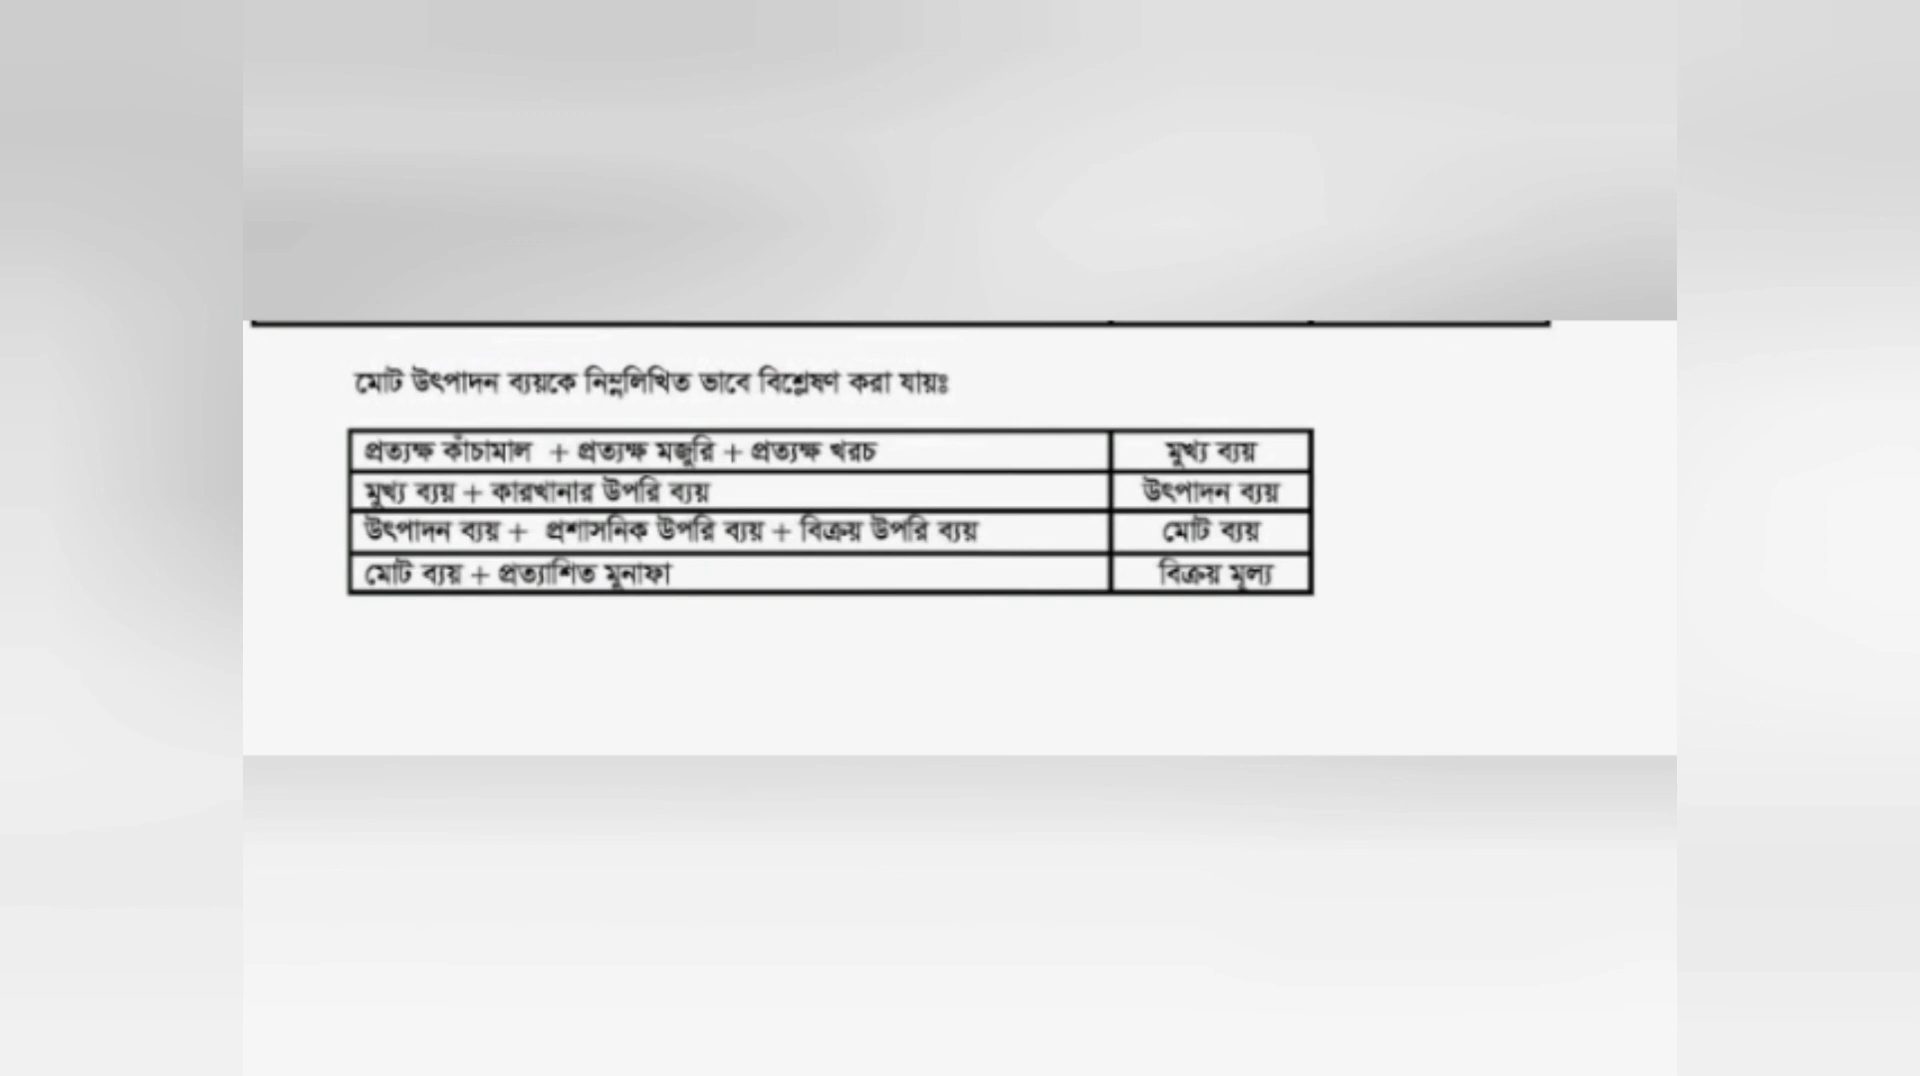 মোট উৎপাদন ব্যয়কে নিম্নলিখিত ভাবে বিশ্লেষণ করা যায়ঃ
প্রত্যক্ষ কাঁচামাল + প্রত্যক্ষ মজুরি + প্রত্যক্ষ খরচ মুখ্য ব্যয়
মুখ্য ব্যয় + কারখানার উপরি ব্যয় উৎপাদন ব্যয়
উৎপাদন ব্যয় + প্রশাসনিক উপরি ব্যয় + বিক্রয় উপরি ব্যয় মোট ব্যয়
মোট ব্যয় + প্রত্যাশিত মুনাফা বিক্রয় মূল্য